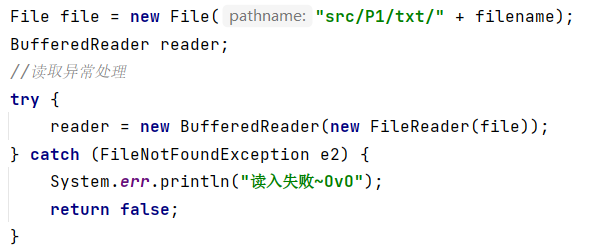 File file = new File( pathname: "src/P1/txt/" + filename);
BufferedReader reader;
//读取异常处理
try {
    reader = new BufferedReader(new FileReader(file));
} catch (FileNotFoundException e2) {
    System.err.println("读入失败~OvO");
    return false;
}